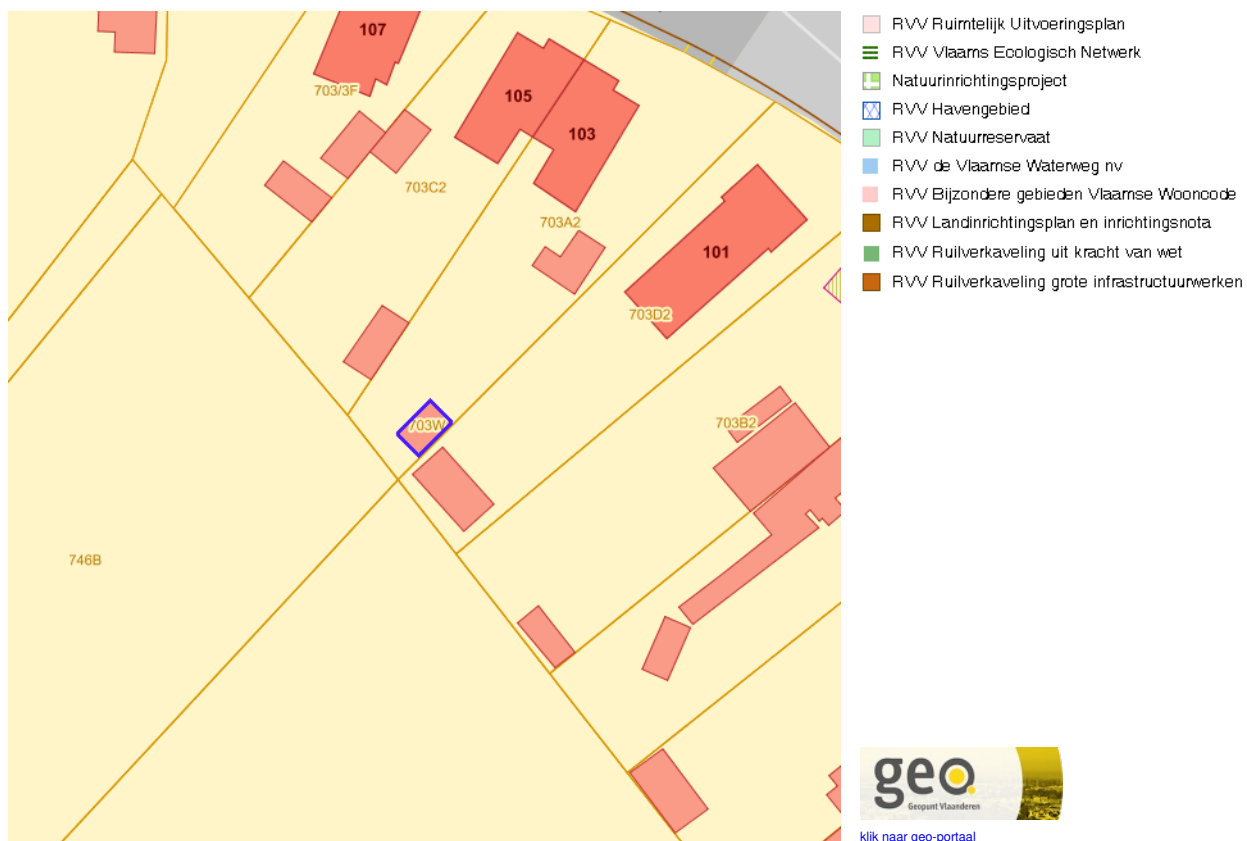 107
703/3F
105
103
703C2
703A2
101
703D2
703W
703B2
746B
RVV Ruimtelijk Uitvoeringsplan
RVV Vlaams Ecologisch Netwerk
Natuurinrichtingsproject
RVV Havengebied
RVV Natuurreservaat
RVV de Vlaamse Waterweg nv
RVV Bijzondere gebieden Vlaamse Wooncode
RVV Landinrichtingsplan en inrichtingsnota
RVV Ruilverkaveling uit kracht van wet
RVV Ruilverkaveling grote infrastructuurwerken
geo
Geopunt Vlaanderen
klik naar geo-portaal